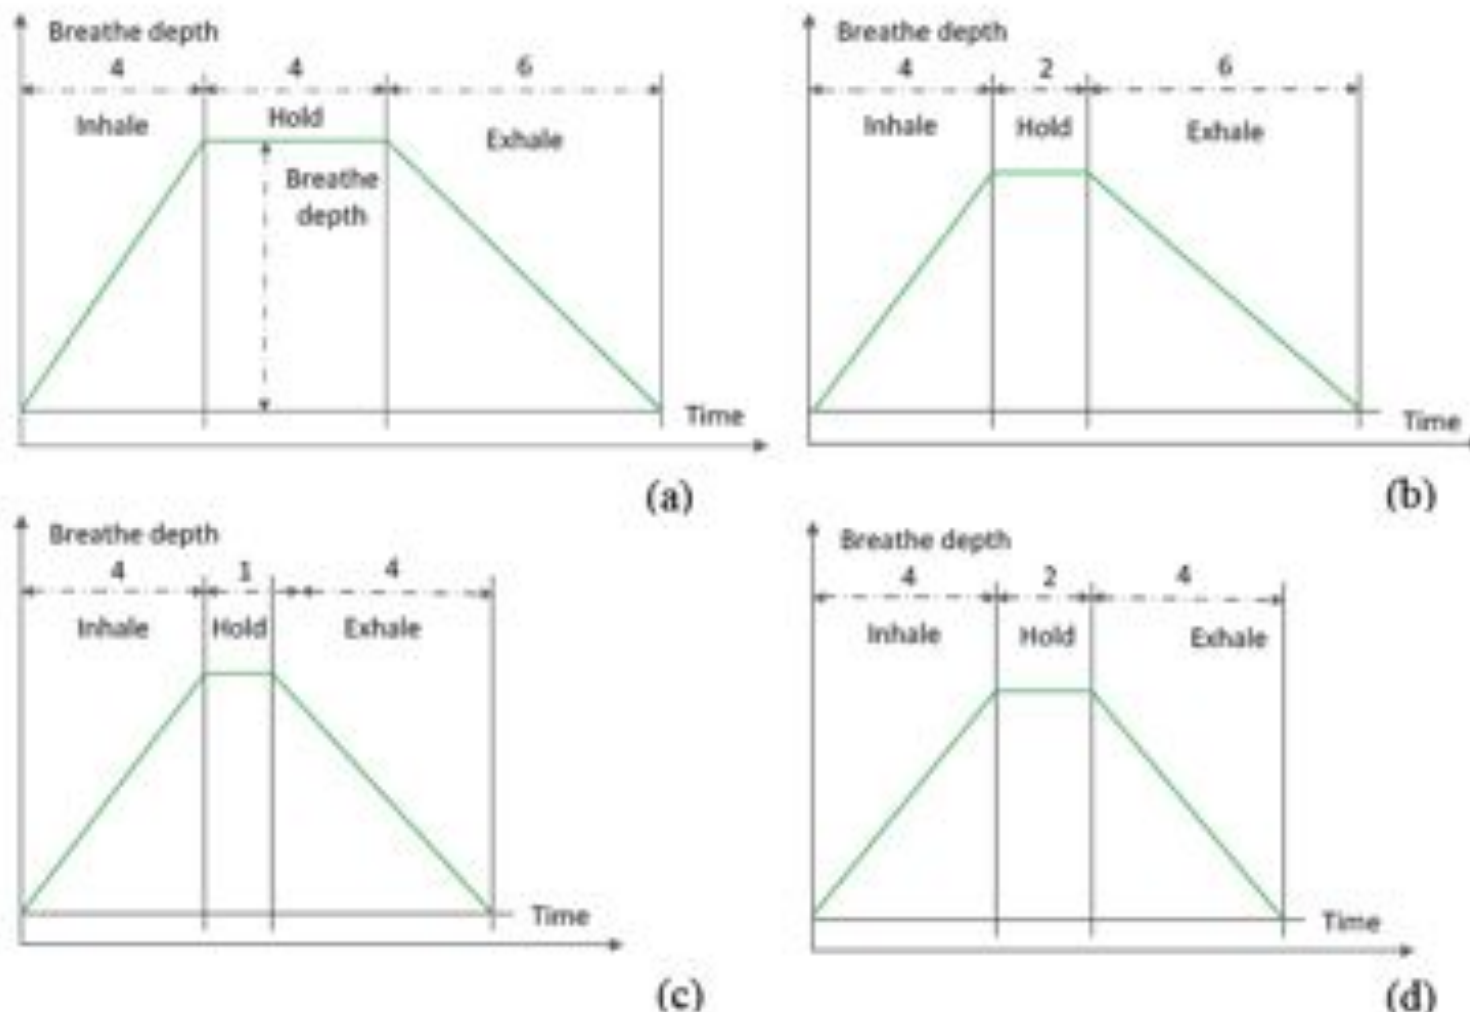 Breathe depth
4 4 6
Inhale Hold Exhale
Breathe
depth
Time
(a)
Breathe depth
4 2 6
Inhale Hold Exhale
Time
(b)
Breathe depth
4 1 4
Inhale Hold Exhale
Time
(c)
Breathe depth
4 2 4
Inhale Hold Exhale
Time
(d)